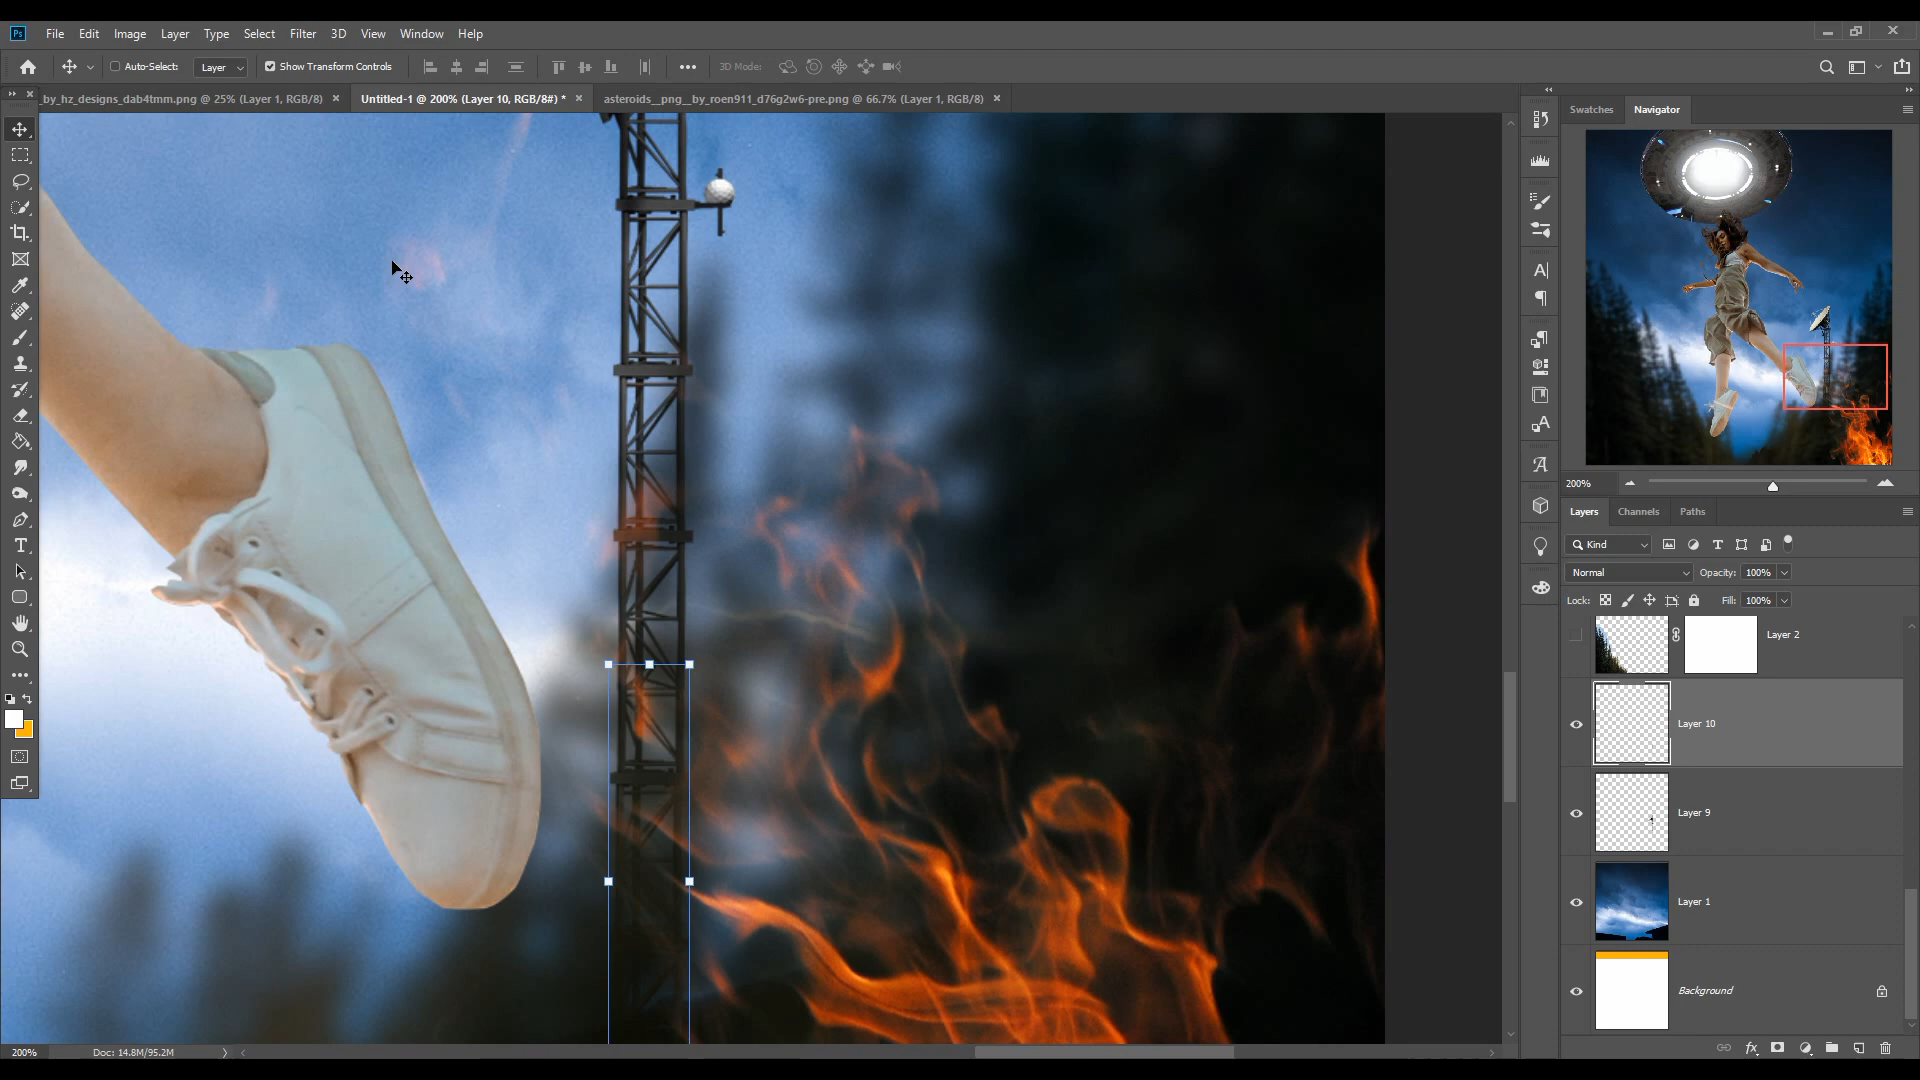 Ps File Edit Image Layer Type Select Filter 3D View Window Help
Auto-Select: Layer Show Transform Controls 3D Mode:
_by_hz_designs_dab4tmm.png @ 25% (Layer 1, RGB/8) Untitled-1 @ 200% (Layer 10, RGB/8#) * asteroids__png__by_roen911_d76g2w6-pre.png @ 66.7% (Layer 1, RGB/8)
Swatches Navigator
200%
Layers Channels Paths
Kind
Normal Opacity: 100%
Lock: Fill: 100%
Layer 2
Layer 10
Layer 9
Layer 1
Background
200% Doc: 14.8M/95.2M